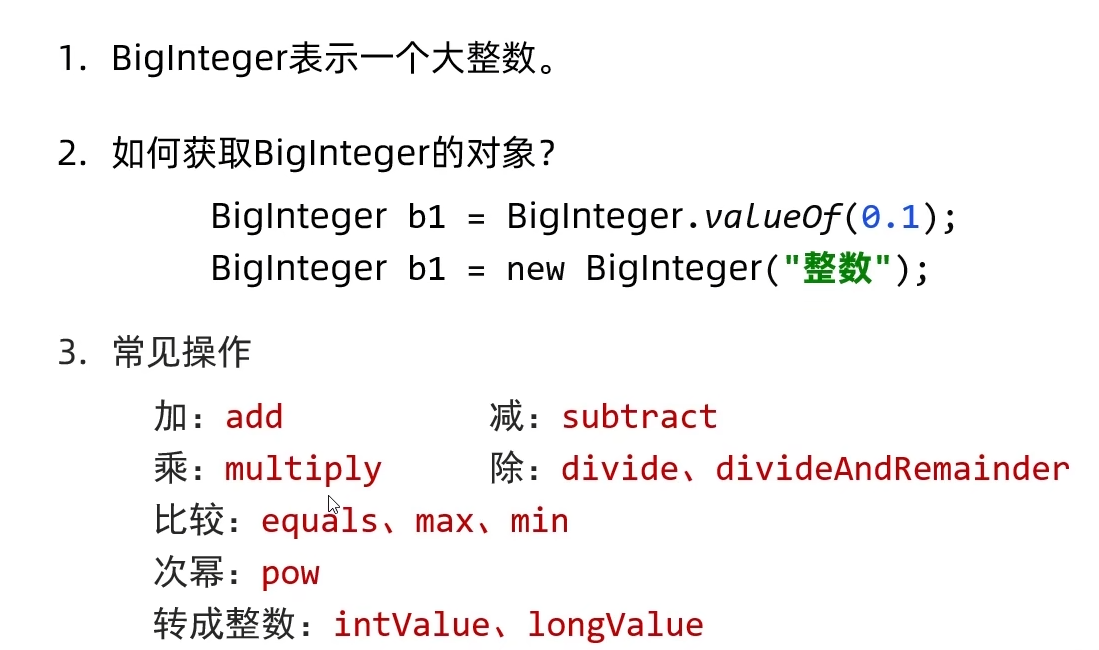 1. BigInteger表示一个大整数。
2. 如何获取BigInteger的对象？
BigInteger b1 = BigInteger.valueOf(0.1);
BigInteger b1 = new BigInteger("整数");
3. 常见操作
加：add 减：subtract
乘：multiply 除：divide、divideAndRemainder
比较：equals、max、min
次幂：pow
转成整数：intValue、longValue